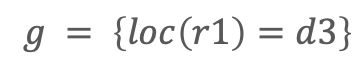 g = {loc(r1) = d3}